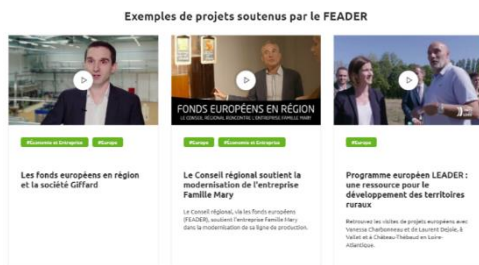 Exemples de projets soutenus par le FEADER
FONDS EUROPÉENS EN RÉGION
LE CONSEIL RÉGIONAL RENCONTRE L'ENTREPRISE FAMILLE MARY
#Économie et Entreprise #Europe
#Europe #Économie et Entreprise
#Europe
Les fonds européens en région
et la société Giffard
Le Conseil régional soutient la
modernisation de l'entreprise
Famille Mary
Le Conseil régional, via les fonds européens
(FEADER), soutient l'entreprise Famille Mary
dans la modernisation de sa ligne de production.
Programme européen LEADER :
une ressource pour le
développement des territoires
ruraux
Retrouvez les visites de projets européens avec
Vanessa Charbonneau et de Laurent Dejoie, à
Vallet et à Château-Thébaud en Loire-
Atlantique.